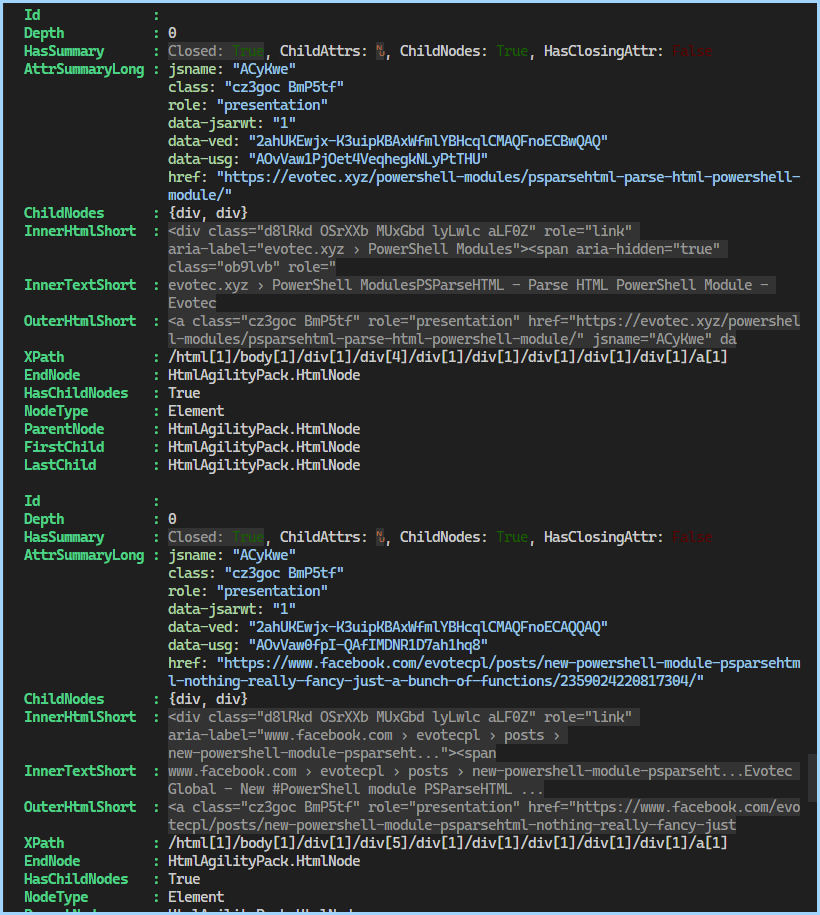 Id :
Depth : 0
HasSummary : Closed: True, ChildAttrs: ␀, ChildNodes: True, HasClosingAttr: False
AttrSummaryLong : jsname: "ACyKwe"
class: "cz3goc BmP5tf"
role: "presentation"
data-jsarwt: "1"
data-ved: "2ahUKEwjx-K3uipKBAxWfmlYBHcqlCMAQFnoECBwQAQ"
data-usg: "AOvVaw1PjOet4VeqhegkNLyPtTHU"
href: "https://evotec.xyz/powershell-modules/psparsehtml-parse-html-powershell-
module/"
ChildNodes : {div, div}
InnerHtmlShort : <div class="d8lRkd OSrXXb MUxGbd lyLwlc aLF0Z" role="link"
aria-label="evotec.xyz › PowerShell Modules"><span aria-hidden="true"
class="ob9lvb" role="
InnerTextShort : evotec.xyz › PowerShell ModulesPSParseHTML - Parse HTML PowerShell Module -
Evotec
OuterHtmlShort : <a class="cz3goc BmP5tf" role="presentation" href="https://evotec.xyz/powershel
l-modules/psparsehtml-parse-html-powershell-module/" jsname="ACyKwe" da
XPath : /html[1]/body[1]/div[1]/div[4]/div[1]/div[1]/div[1]/div[1]/div[1]/a[1]
EndNode : HtmlAgilityPack.HtmlNode
HasChildNodes : True
NodeType : Element
ParentNode : HtmlAgilityPack.HtmlNode
FirstChild : HtmlAgilityPack.HtmlNode
LastChild : HtmlAgilityPack.HtmlNode
Id :
Depth : 0
HasSummary : Closed: True, ChildAttrs: ␀, ChildNodes: True, HasClosingAttr: False
AttrSummaryLong : jsname: "ACyKwe"
class: "cz3goc BmP5tf"
role: "presentation"
data-jsarwt: "1"
data-ved: "2ahUKEwjx-K3uipKBAxWfmlYBHcqlCMAQFnoECAQQAQ"
data-usg: "AOvVaw0fpI-QAfIMDNR1D7ah1hq8"
href: "https://www.facebook.com/evotecpl/posts/new-powershell-module-psparsehtm
l-nothing-really-fancy-just-a-bunch-of-functions/2359024220817304/"
ChildNodes : {div, div}
InnerHtmlShort : <div class="d8lRkd OSrXXb MUxGbd lyLwlc aLF0Z" role="link"
aria-label="www.facebook.com › evotecpl › posts ›
new-powershell-module-psparseht..."><span
InnerTextShort : www.facebook.com › evotecpl › posts › new-powershell-module-psparseht...Evotec
Global - New #PowerShell module PSParseHTML ...
OuterHtmlShort : <a class="cz3goc BmP5tf" role="presentation" href="https://www.facebook.com/evo
tecpl/posts/new-powershell-module-psparsehtml-nothing-really-fancy-just
XPath : /html[1]/body[1]/div[1]/div[5]/div[1]/div[1]/div[1]/div[1]/div[1]/a[1]
EndNode : HtmlAgilityPack.HtmlNode
HasChildNodes : True
NodeType : Element
ParentNode : HtmlAgilityPack.HtmlNode